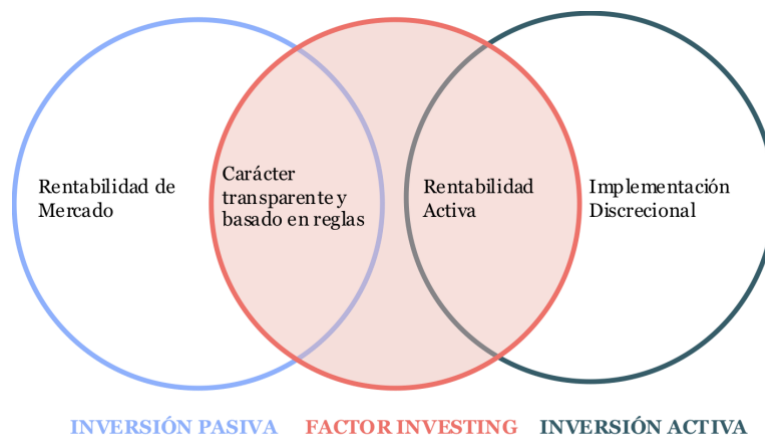 Rentabilidad de
Mercado
Carácter
transparente y
basado en reglas
Rentabilidad
Activa
Implementación
Discrecional
INVERSIÓN PASIVA
FACTOR INVESTING
INVERSIÓN ACTIVA